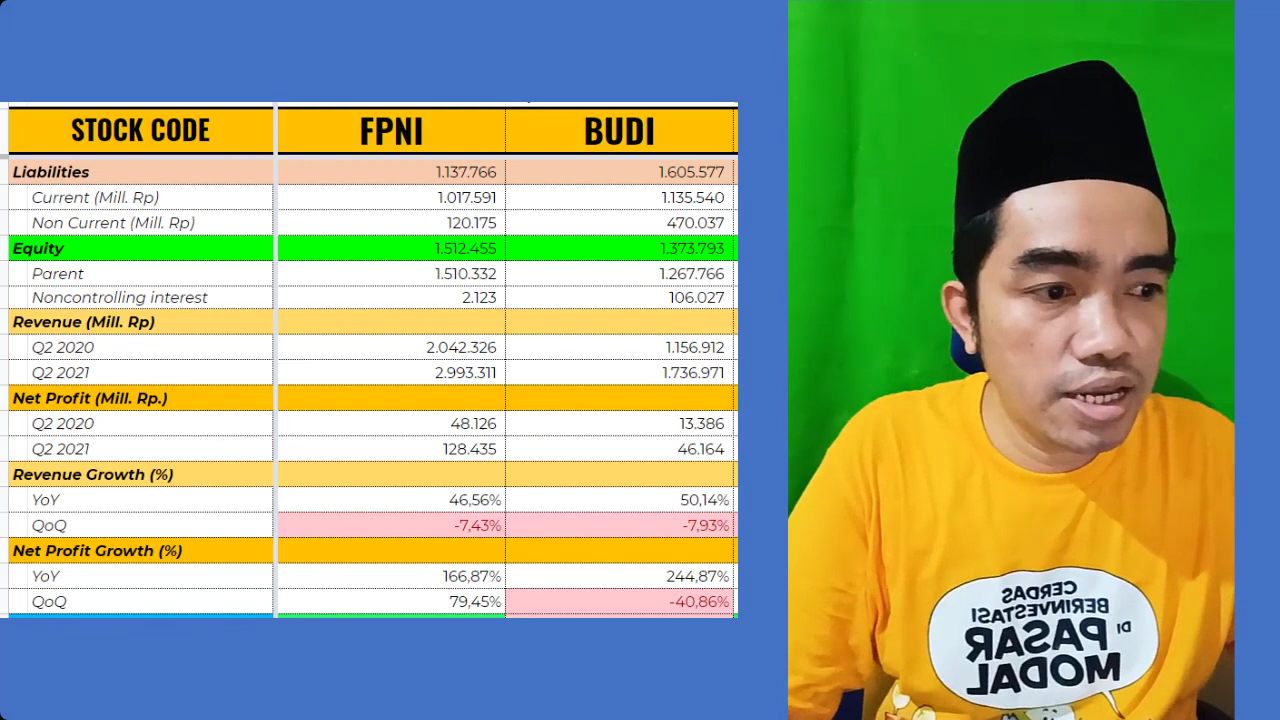 STOCK CODE FPNI BUDI
Liabilities 1.137.766 1.605.577
Current (Mill. Rp) 1.017.591 1.135.540
Non Current (Mill. Rp) 120.175 470.037
Equity 1.512.455 1.373.793
Parent 1.510.332 1.267.766
Noncontrolling interest 2.123 106.027
Revenue (Mill. Rp)
Q2 2020 2.042.326 1.156.912
Q2 2021 2.993.311 1.736.971
Net Profit (Mill. Rp.)
Q2 2020 48.126 13.386
Q2 2021 128.435 46.164
Revenue Growth (%)
YoY 46,56% 50,14%
QoQ -7,43% -7,93%
Net Profit Growth (%)
YoY 166,87% 244,87%
QoQ 79,45% -40,86%
CERDAS
BERINVESTASI
DI PASAR
MODAL